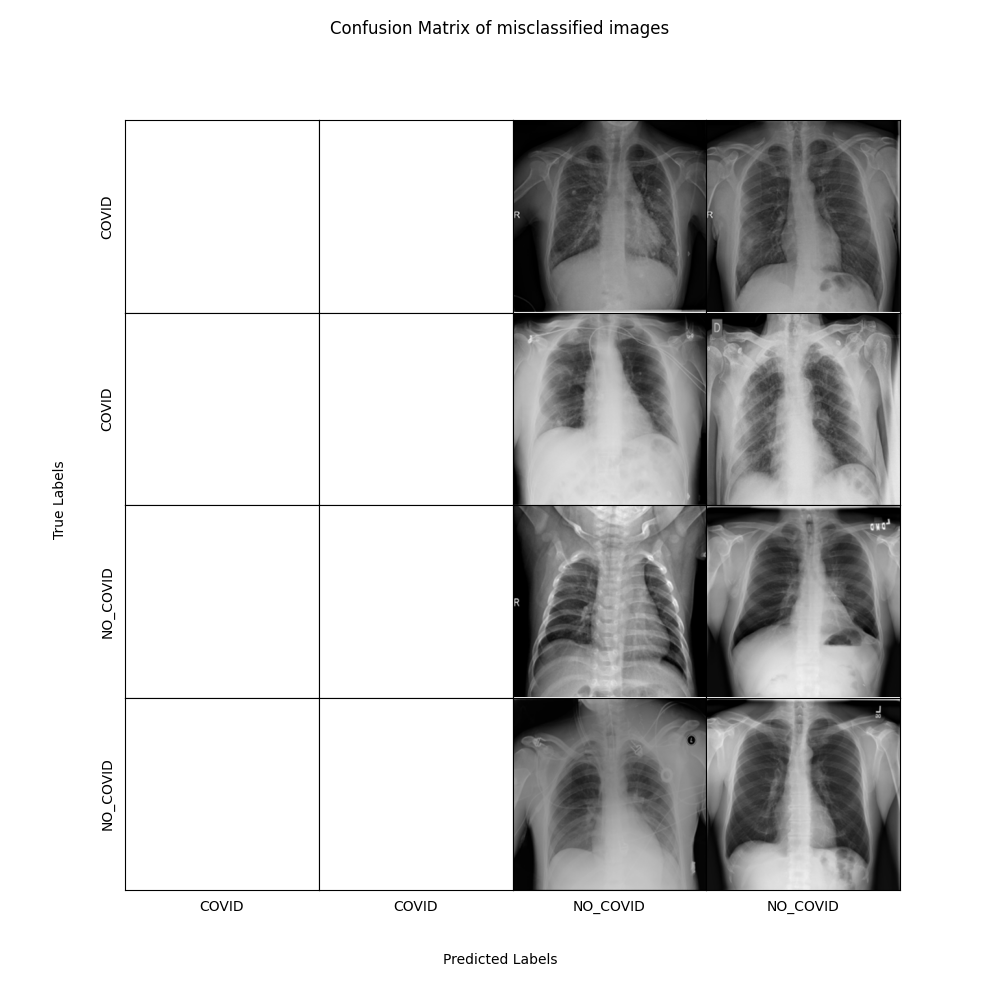 Confusion Matrix of misclassified images
COVID
R
R
COVID
D
True Labels
NO_COVID
R
NO_COVID
L
COVID
COVID
NO_COVID
NO_COVID
Predicted Labels